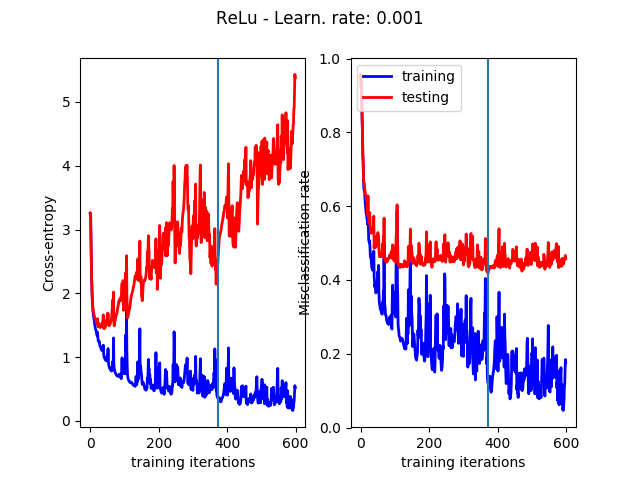 ReLu - Learn. rate: 0.001
Cross-entropy
5
4
3
2
1
0
0 200 400 600
training iterations
Misclassification rate
1.0
0.8
0.6
0.4
0.2
0.0
training
testing
0 200 400 600
training iterations